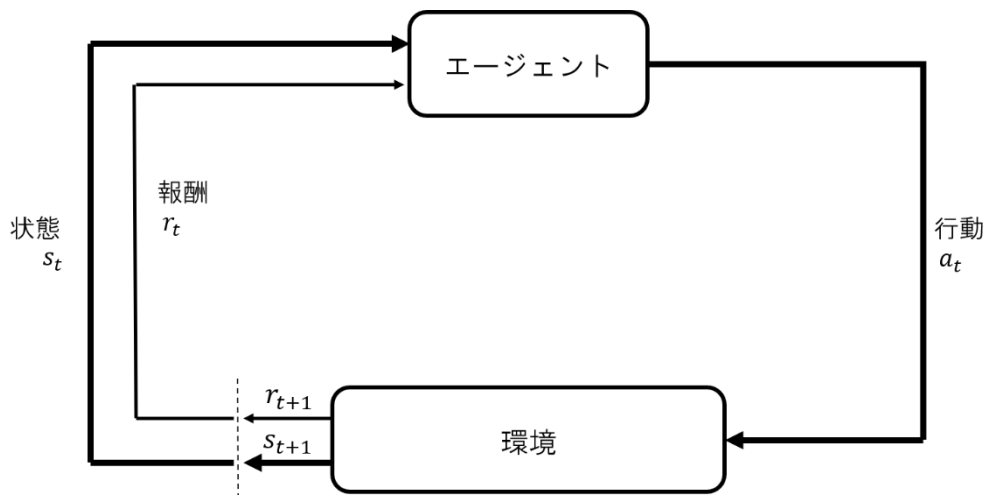 エージェント
報酬
r_t
状態
s_t
行動
a_t
r_{t+1}
s_{t+1}
環境